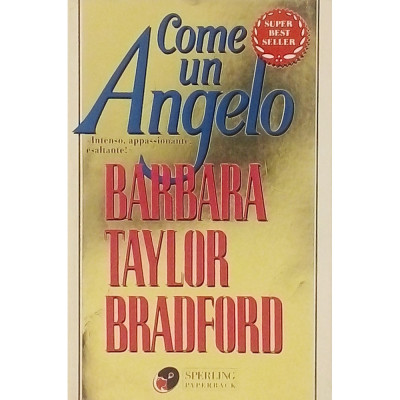 Come
un
Angelo
SUPER
BEST
SELLER
«Intenso, appassionante,
esaltante!»
BARBARA
TAYLOR
BRADFORD
SPERLING
PAPERBACK